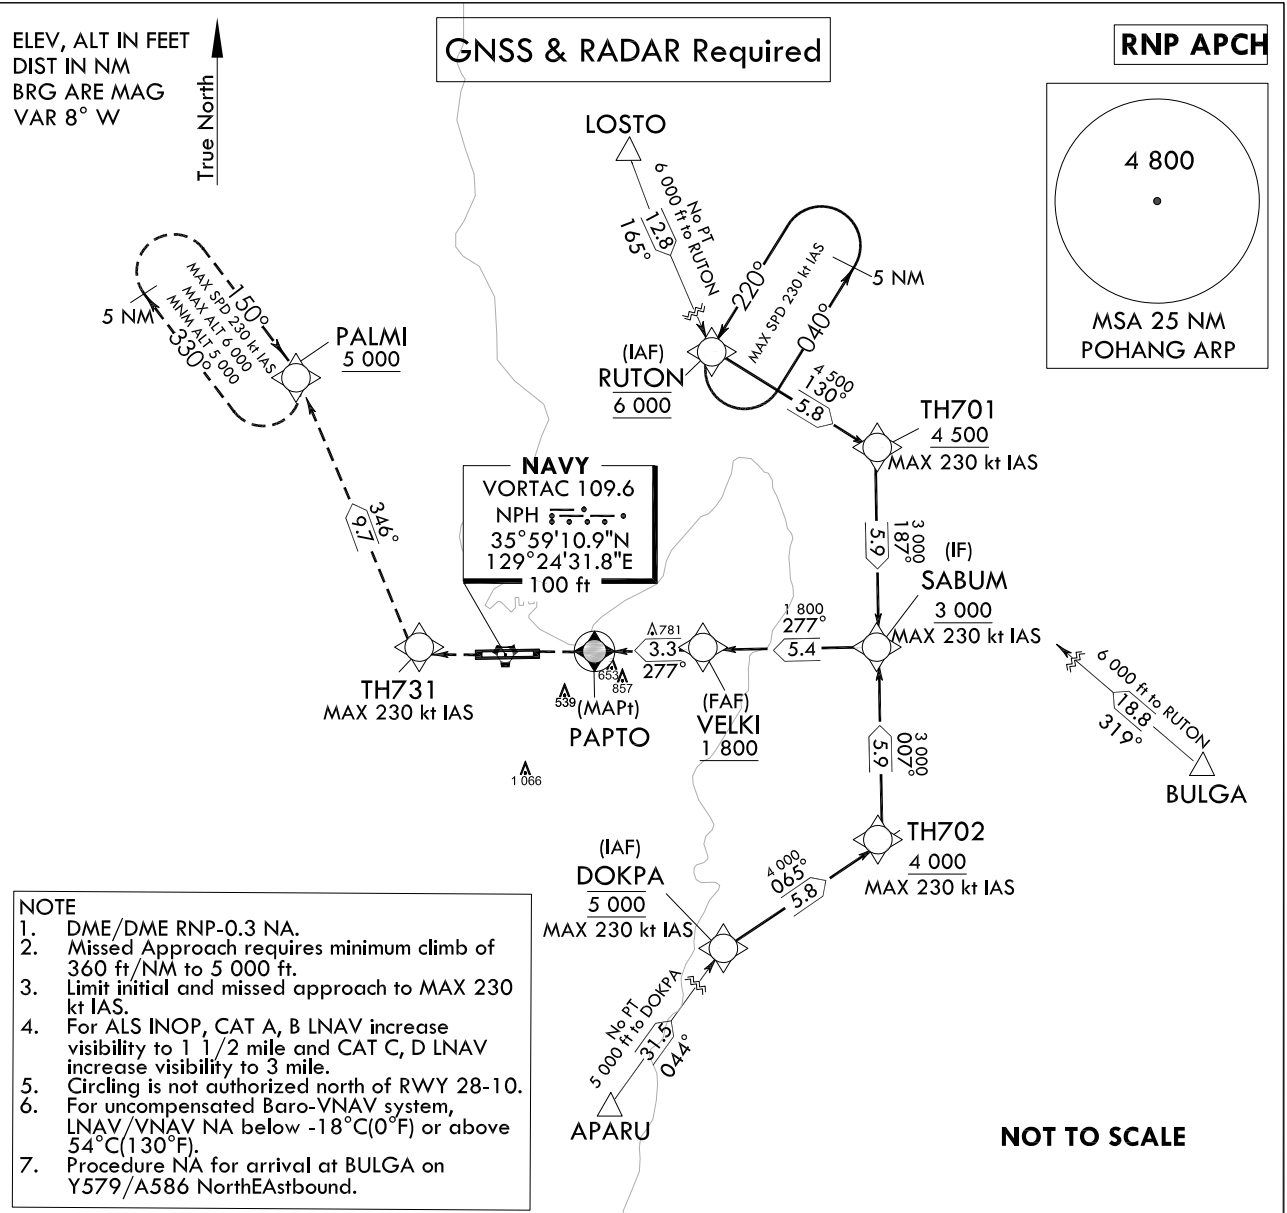 ELEV, ALT IN FEET
DIST IN NM
BRG ARE MAG
VAR 8° W
True North
GNSS & RADAR Required
RNP APCH
4 800
MSA 25 NM
POHANG ARP
LOSTO
No PT
6 000 ft to RUTON
12.8
165°
220°
MAX SPD 230 kt IAS
040°
5 NM
(IAF)
RUTON
6 000
4 500
130°
5.8
TH701
4 500
MAX 230 kt IAS
3 000
187°
5.9
(IF)
SABUM
3 000
MAX 230 kt IAS
5 NM
150°
MAX SPD 230 kt IAS
MAX ALT 6 000
MNM ALT 5 000
330°
PALMI
5 000
346°
9.7
NAVY
VORTAC 109.6
NPH
35°59'10.9"N
129°24'31.8"E
100 ft
TH731
MAX 230 kt IAS
781
3.3
277°
653
857
539
(MAPt)
PAPTO
1 066
1 800
277°
5.4
(FAF)
VELKI
1 800
6 000 ft to RUTON
18.8
319°
BULGA
3 000
007°
5.9
TH702
4 000
MAX 230 kt IAS
4 000
065°
5.8
(IAF)
DOKPA
5 000
MAX 230 kt IAS
No PT
5 000 ft to DOKPA
31.5
044°
APARU
NOT TO SCALE
NOTE
1. DME/DME RNP-0.3 NA.
2. Missed Approach requires minimum climb of
360 ft/NM to 5 000 ft.
3. Limit initial and missed approach to MAX 230
kt IAS.
4. For ALS INOP, CAT A, B LNAV increase
visibility to 1 1/2 mile and CAT C, D LNAV
increase visibility to 3 mile.
5. Circling is not authorized north of RWY 28-10.
6. For uncompensated Baro-VNAV system,
LNAV/VNAV NA below -18°C(0°F) or above
54°C(130°F).
7. Procedure NA for arrival at BULGA on
Y579/A586 NorthEAstbound.